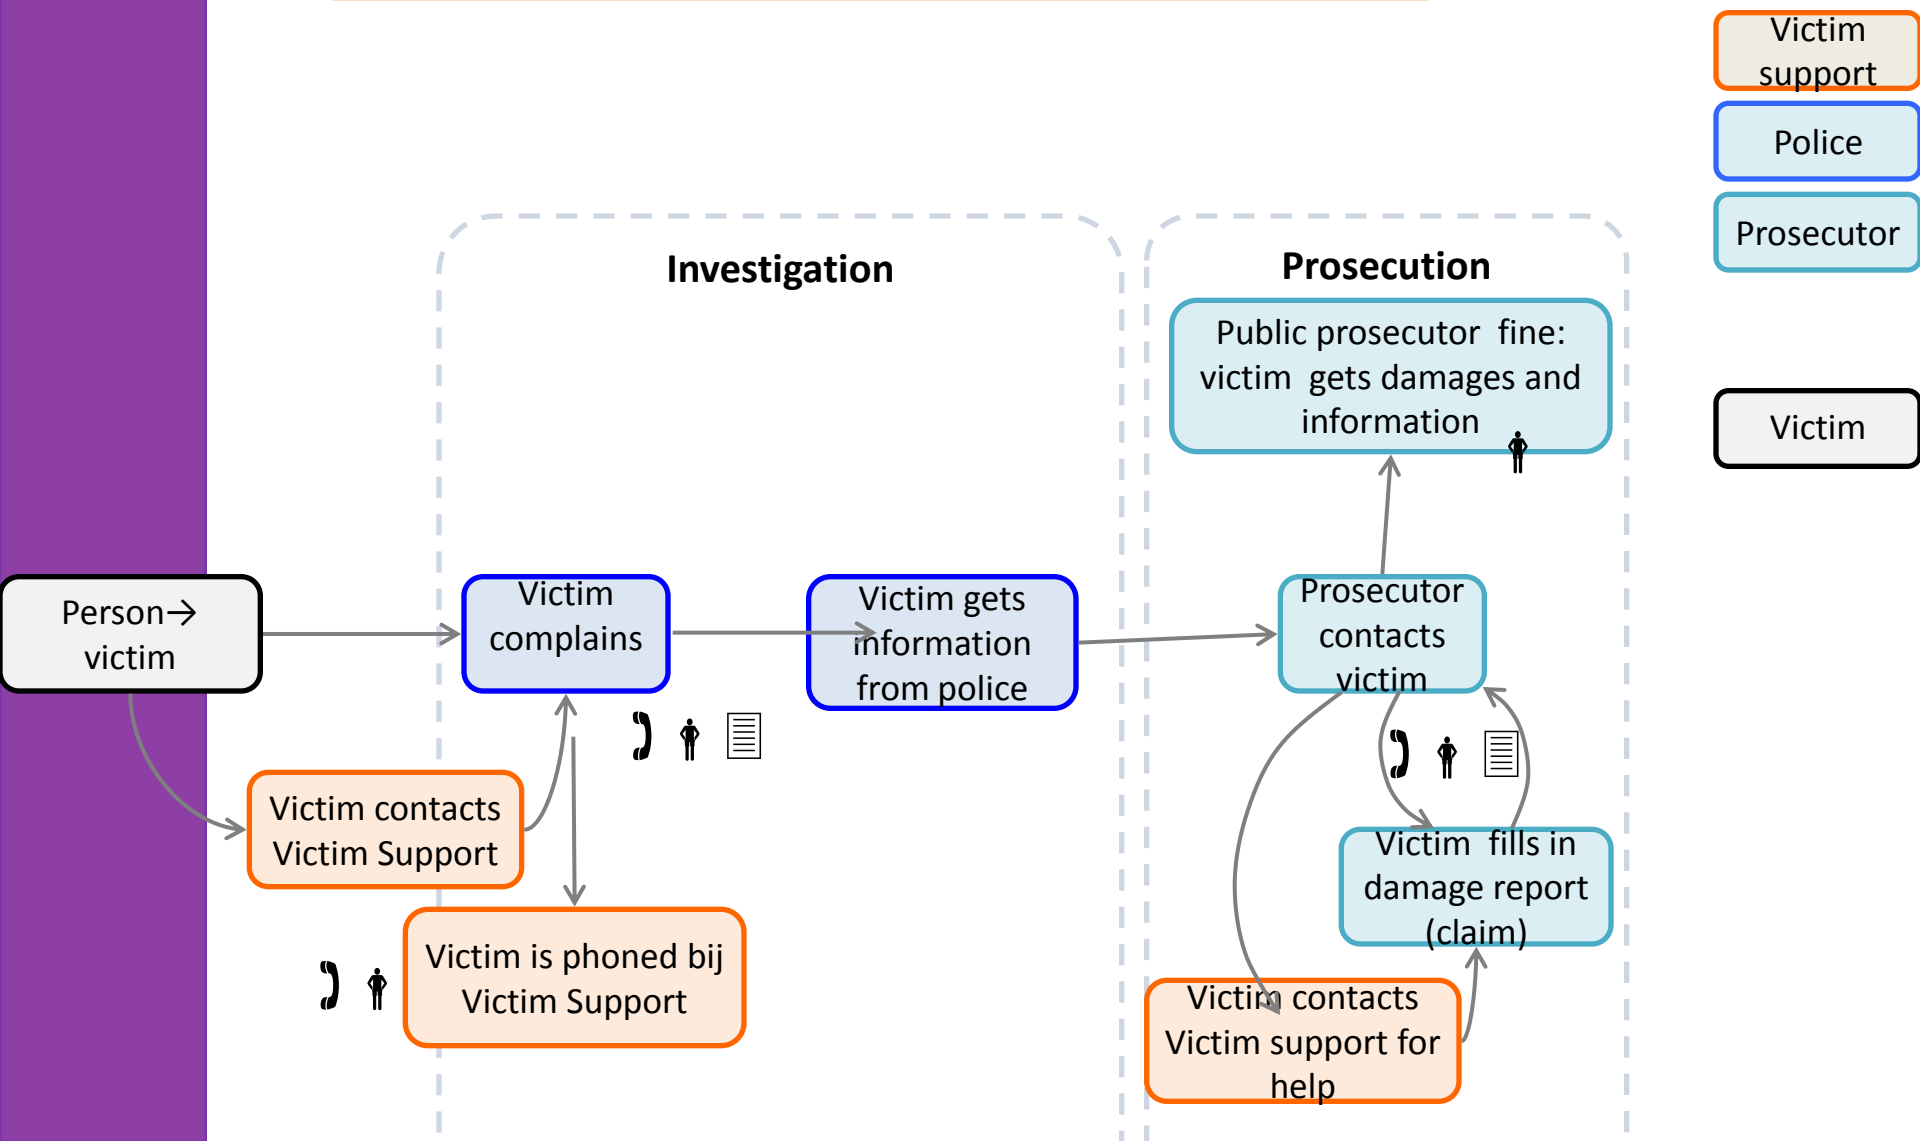 Victim
support
Police
Prosecutor
Victim
Investigation
Prosecution
Public prosecutor fine:
victim gets damages and
information
Person→
victim
Victim
complains
Victim gets
information
from police
Prosecutor
contacts
victim
Victim contacts
Victim Support
Victim is phoned bij
Victim Support
Victim fills in
damage report
(claim)
Victim contacts
Victim support for
help